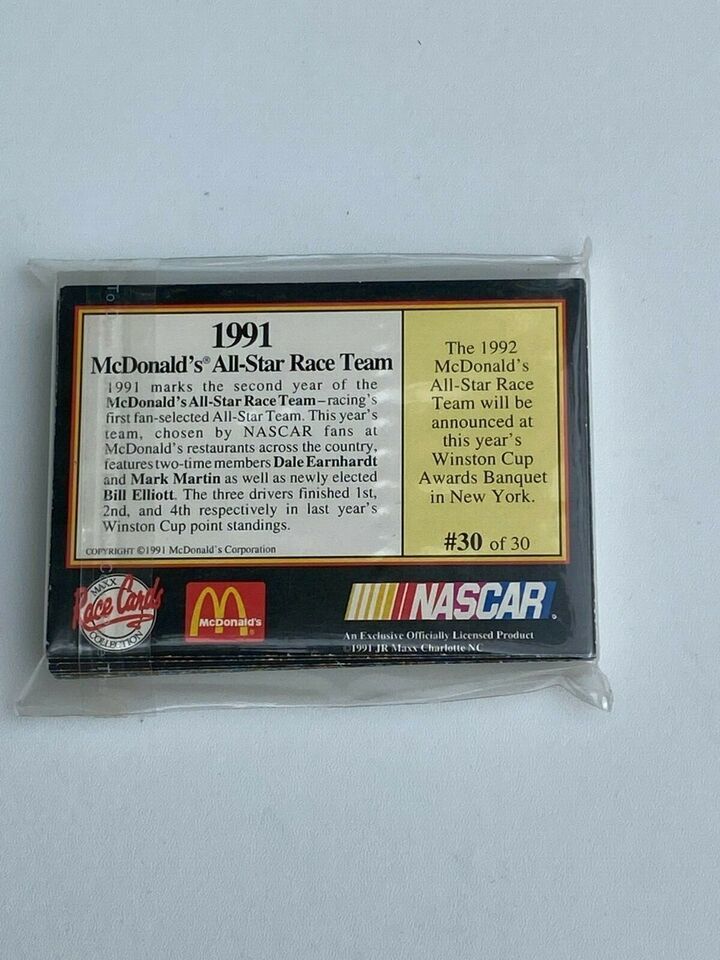 1991
McDonald's® All-Star Race Team
1991 marks the second year of the
McDonald's All-Star Race Team–racing's
first fan-selected All-Star Team. This year's
team, chosen by NASCAR fans at
McDonald's restaurants across the country,
features two-time members Dale Earnhardt
and Mark Martin as well as newly elected
Bill Elliott. The three drivers finished 1st,
2nd, and 4th respectively in last year's
Winston Cup point standings.
COPYRIGHT ©1991 McDonald's Corporation
The 1992
McDonald's
All-Star Race
Team will be
announced at
this year's
Winston Cup
Awards Banquet
in New York.
#30 of 30
MAXX
Race Cards
COLLECTION
McDonald's
NASCAR
An Exclusive Officially Licensed Product
©1991 JR Maxx Charlotte NC